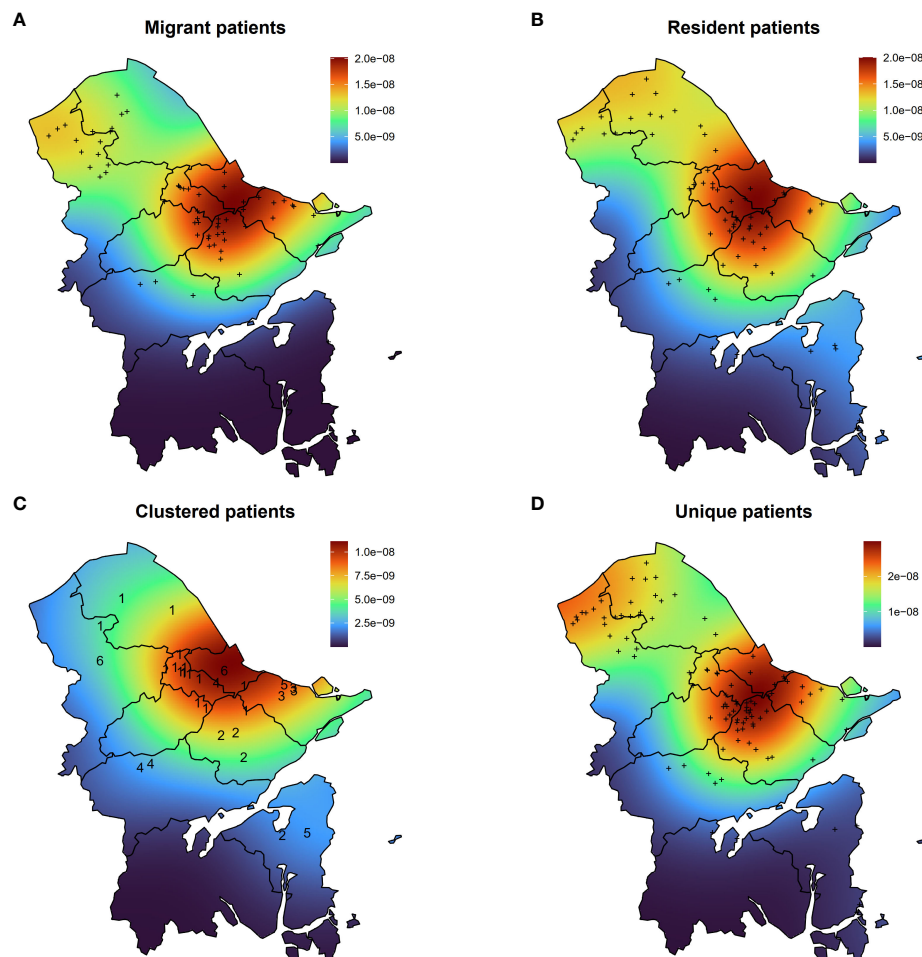 A
Migrant patients
2.0e−08
1.5e−08
1.0e−08
5.0e−09
B
Resident patients
2.0e−08
1.5e−08
1.0e−08
5.0e−09
C
Clustered patients
1.0e−08
7.5e−09
5.0e−09
2.5e−09
1
1
1
6
6
4
5
3
3
1
2
2
2
4
4
2
5
D
Unique patients
2e−08
1e−08